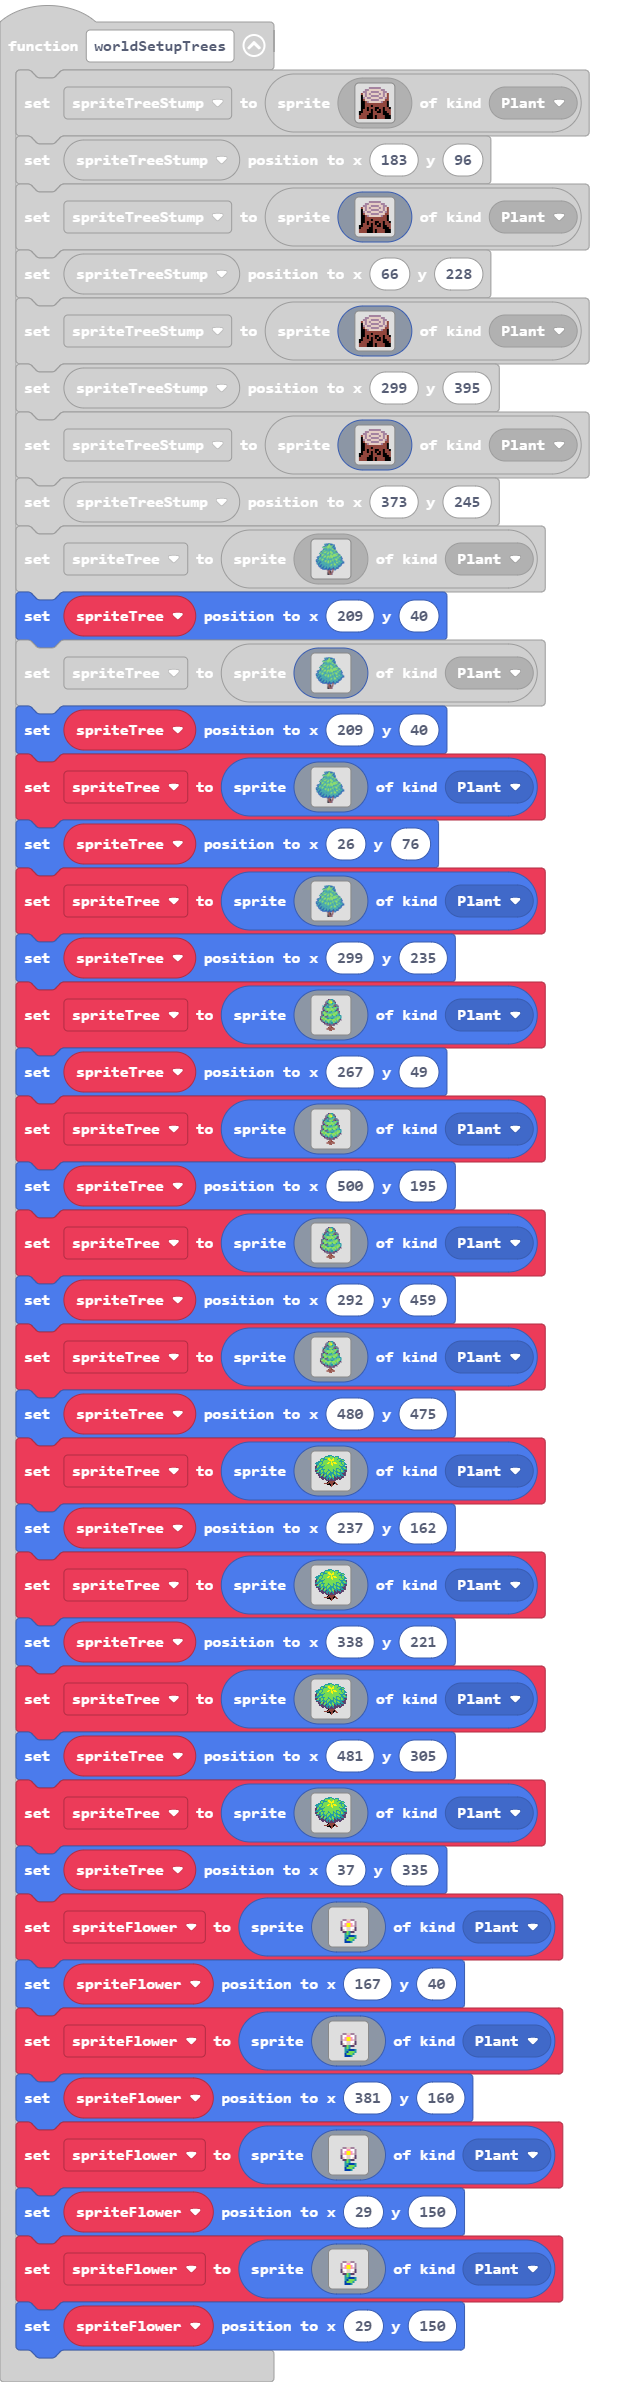 function worldSetupTrees
set spriteTreeStump to sprite of kind Plant
set spriteTreeStump position to x 183 y 96
set spriteTreeStump to sprite of kind Plant
set spriteTreeStump position to x 66 y 228
set spriteTreeStump to sprite of kind Plant
set spriteTreeStump position to x 299 y 395
set spriteTreeStump to sprite of kind Plant
set spriteTreeStump position to x 373 y 245
set spriteTree to sprite of kind Plant
set spriteTree position to x 209 y 40
set spriteTree to sprite of kind Plant
set spriteTree position to x 209 y 40
set spriteTree to sprite of kind Plant
set spriteTree position to x 26 y 76
set spriteTree to sprite of kind Plant
set spriteTree position to x 299 y 235
set spriteTree to sprite of kind Plant
set spriteTree position to x 267 y 49
set spriteTree to sprite of kind Plant
set spriteTree position to x 500 y 195
set spriteTree to sprite of kind Plant
set spriteTree position to x 292 y 459
set spriteTree to sprite of kind Plant
set spriteTree position to x 480 y 475
set spriteTree to sprite of kind Plant
set spriteTree position to x 237 y 162
set spriteTree to sprite of kind Plant
set spriteTree position to x 338 y 221
set spriteTree to sprite of kind Plant
set spriteTree position to x 481 y 305
set spriteTree to sprite of kind Plant
set spriteTree position to x 37 y 335
set spriteFlower to sprite of kind Plant
set spriteFlower position to x 167 y 40
set spriteFlower to sprite of kind Plant
set spriteFlower position to x 381 y 160
set spriteFlower to sprite of kind Plant
set spriteFlower position to x 29 y 150
set spriteFlower to sprite of kind Plant
set spriteFlower position to x 29 y 150